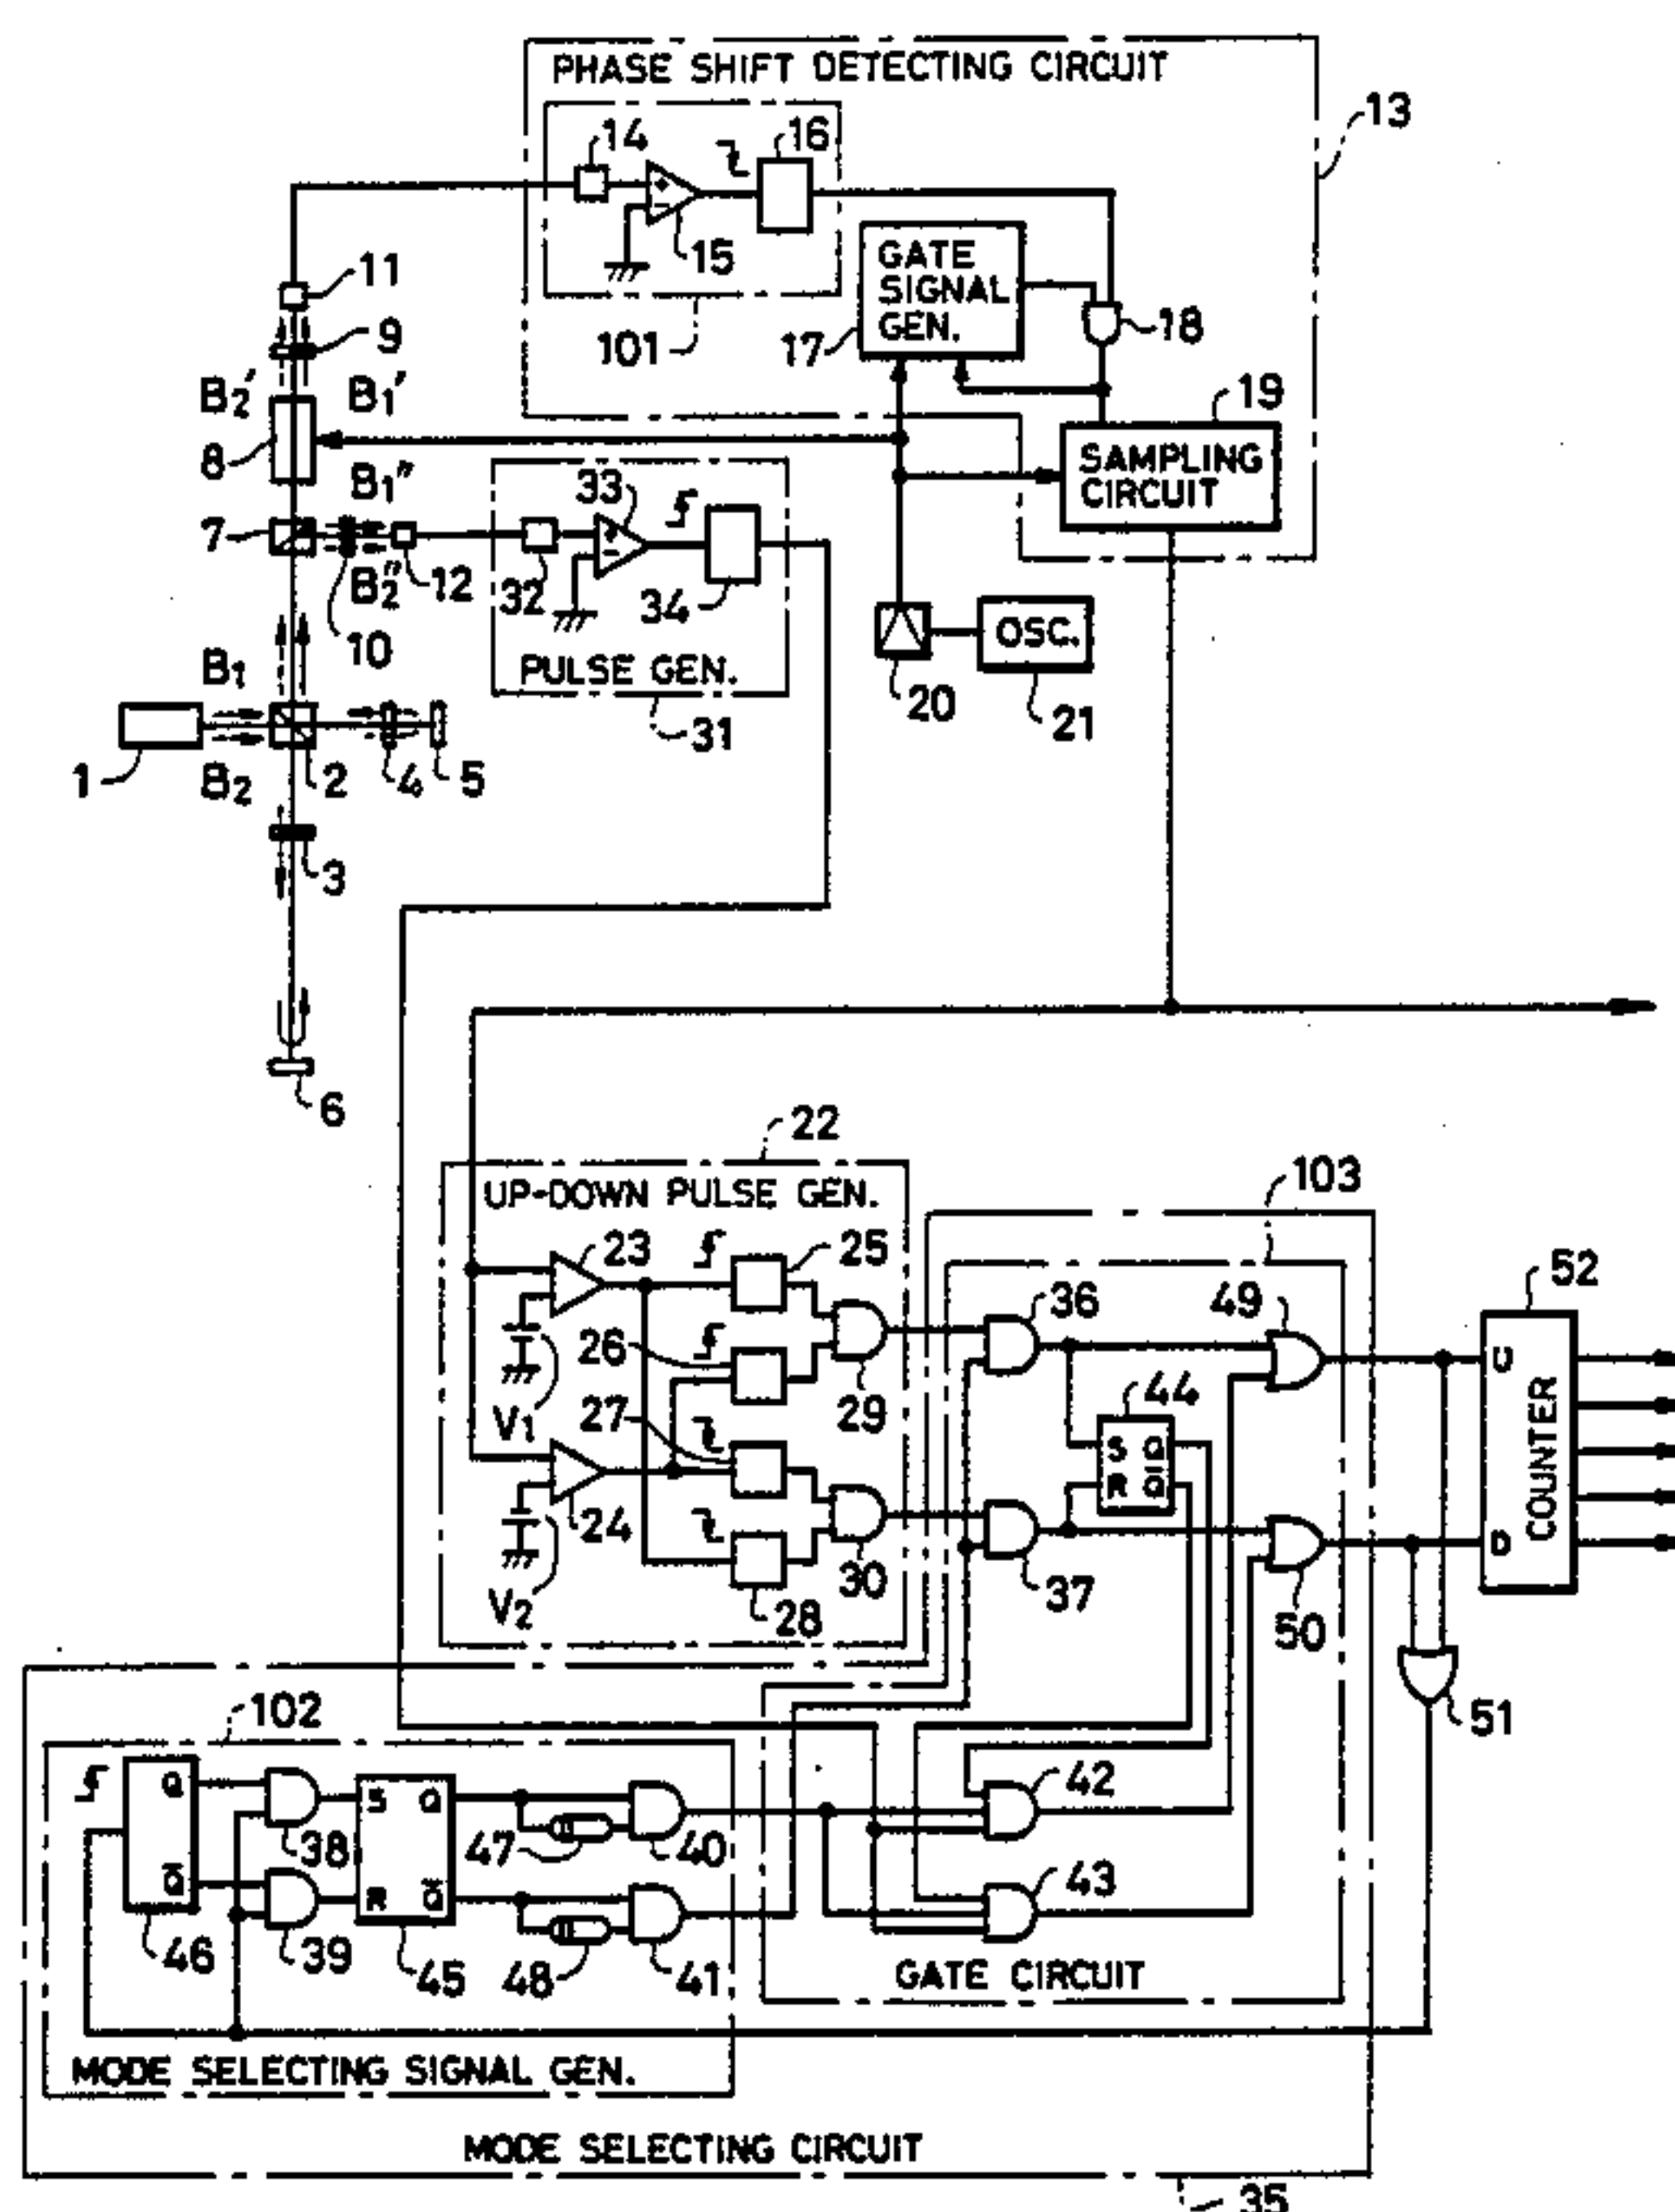 PHASE SHIFT DETECTING CIRCUIT
13
14
16
15
101
11
GATE
SIGNAL
GEN.
17
18
9
B2'
B1'
8
19
SAMPLING
CIRCUIT
B1"
33
7
12
32
34
B2"
10
OSC.
20
21
PULSE GEN.
31
B1
1
B2
2
4
5
3
6
22
103
UP-DOWN PULSE GEN.
23
25
36
49
52
26
V1
29
44
U
27
S Q
R Q̅
COUNTER
24
30
37
D
V2
28
50
51
102
42
Q
S Q
38
47
40
43
Q̅
R Q̅
46
39
45
48
41
GATE CIRCUIT
MODE SELECTING SIGNAL GEN.
MODE SELECTING CIRCUIT
35